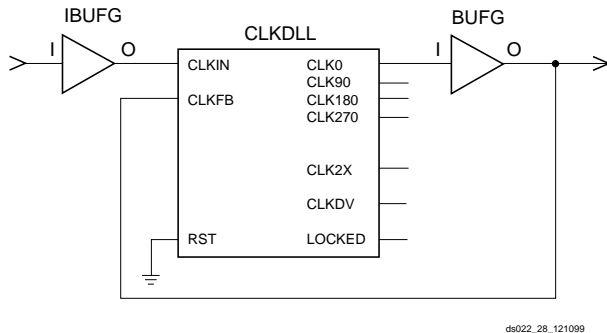 IBUFG
CLKDLL
BUFG
I
O
I
O
CLKIN
CLKFB
RST
CLK0
CLK90
CLK180
CLK270
CLK2X
CLKDV
LOCKED
ds022_28_121099